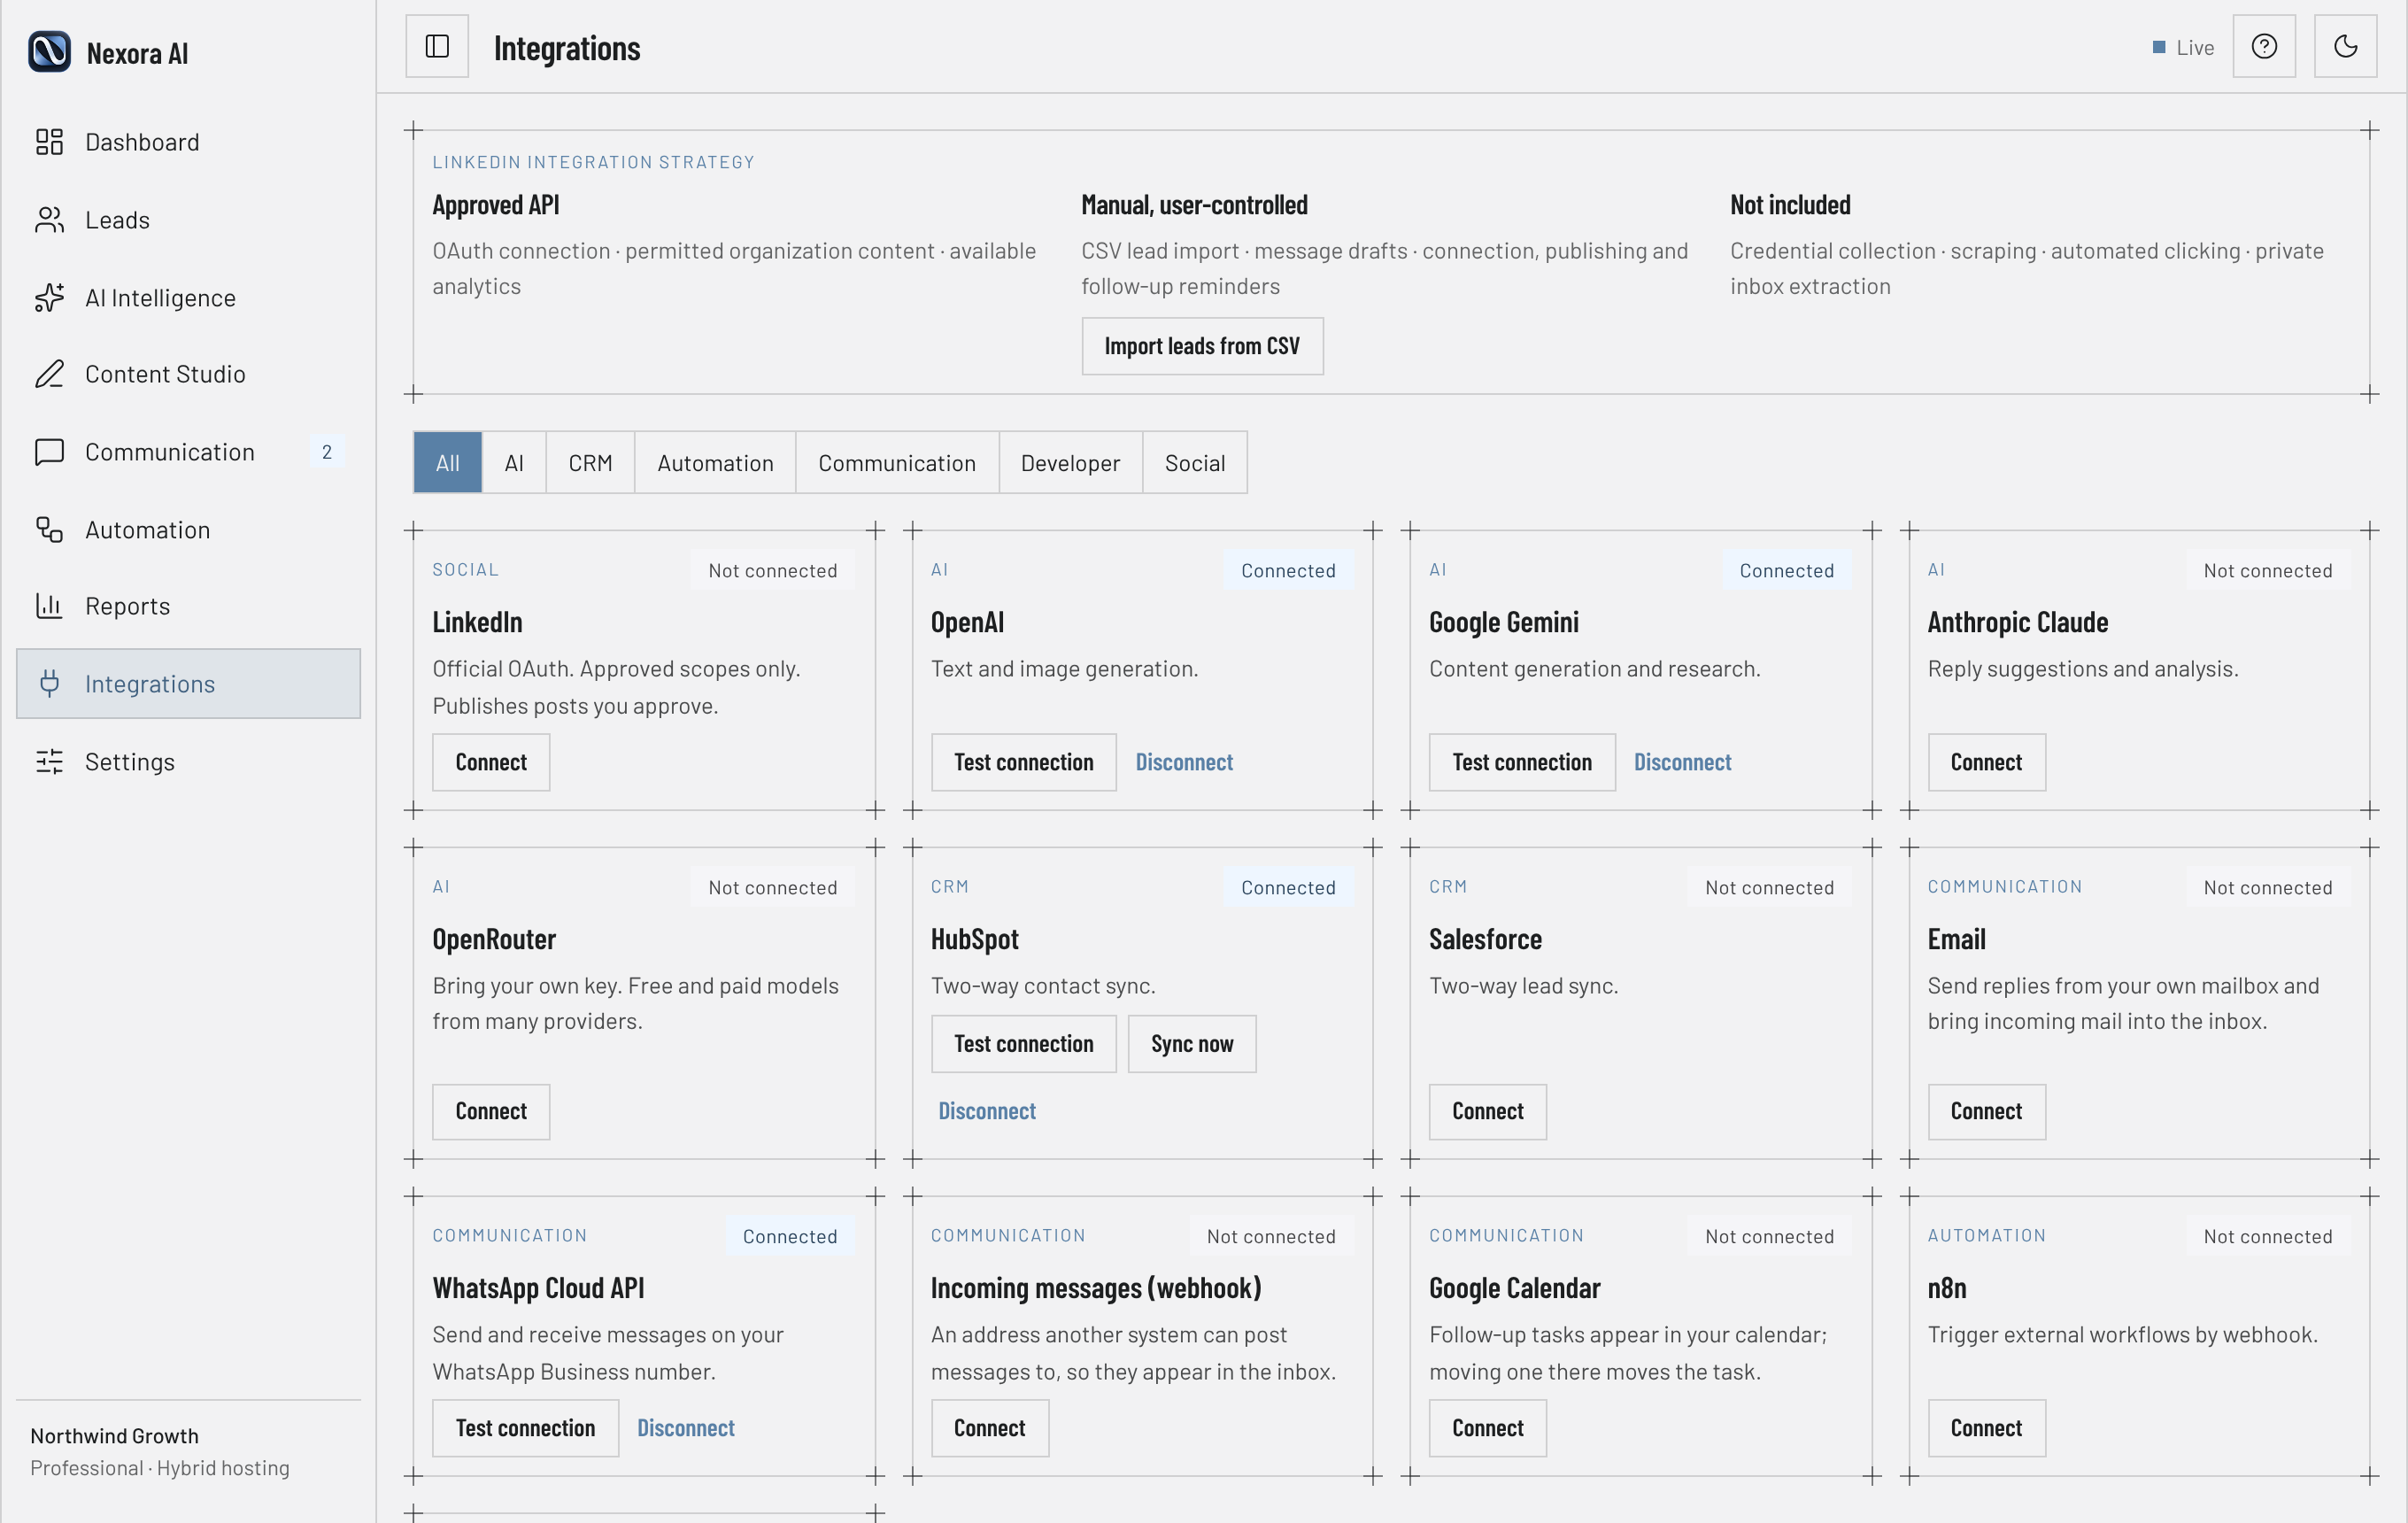 Nexora AI
Dashboard
Leads
AI Intelligence
Content Studio
Communication 2
Automation
Reports
Integrations
Settings
Northwind Growth
Professional · Hybrid hosting
Integrations
Live
LINKEDIN INTEGRATION STRATEGY
Approved API
OAuth connection · permitted organization content · available
analytics
Manual, user-controlled
CSV lead import · message drafts · connection, publishing and
follow-up reminders
Import leads from CSV
Not included
Credential collection · scraping · automated clicking · private
inbox extraction
All AI CRM Automation Communication Developer Social
SOCIAL Not connected
LinkedIn
Official OAuth. Approved scopes only.
Publishes posts you approve.
Connect
AI Connected
OpenAI
Text and image generation.
Test connection Disconnect
AI Connected
Google Gemini
Content generation and research.
Test connection Disconnect
AI Not connected
Anthropic Claude
Reply suggestions and analysis.
Connect
AI Not connected
OpenRouter
Bring your own key. Free and paid models
from many providers.
Connect
CRM Connected
HubSpot
Two-way contact sync.
Test connection Sync now
Disconnect
CRM Not connected
Salesforce
Two-way lead sync.
Connect
COMMUNICATION Not connected
Email
Send replies from your own mailbox and
bring incoming mail into the inbox.
Connect
COMMUNICATION Connected
WhatsApp Cloud API
Send and receive messages on your
WhatsApp Business number.
Test connection Disconnect
COMMUNICATION Not connected
Incoming messages (webhook)
An address another system can post
messages to, so they appear in the inbox.
Connect
COMMUNICATION Not connected
Google Calendar
Follow-up tasks appear in your calendar;
moving one there moves the task.
Connect
AUTOMATION Not connected
n8n
Trigger external workflows by webhook.
Connect